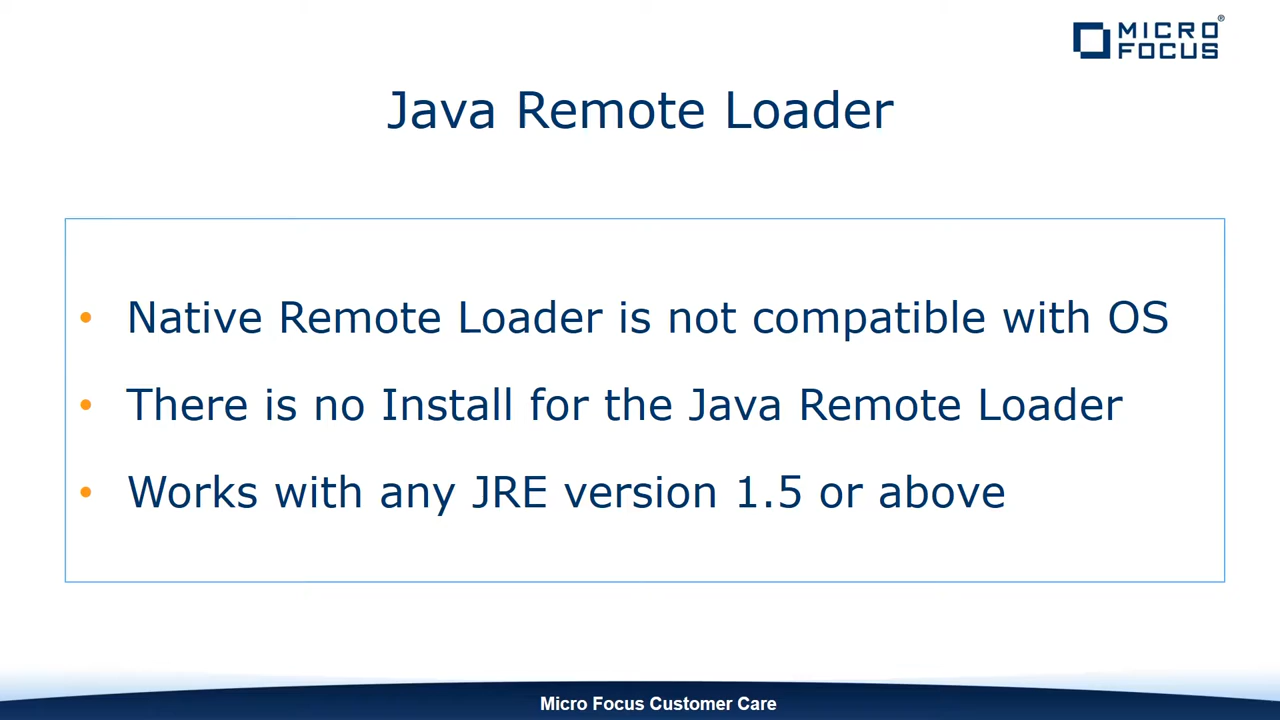 MICRO
FOCUS
®
Java Remote Loader
• Native Remote Loader is not compatible with OS
• There is no Install for the Java Remote Loader
• Works with any JRE version 1.5 or above
Micro Focus Customer Care